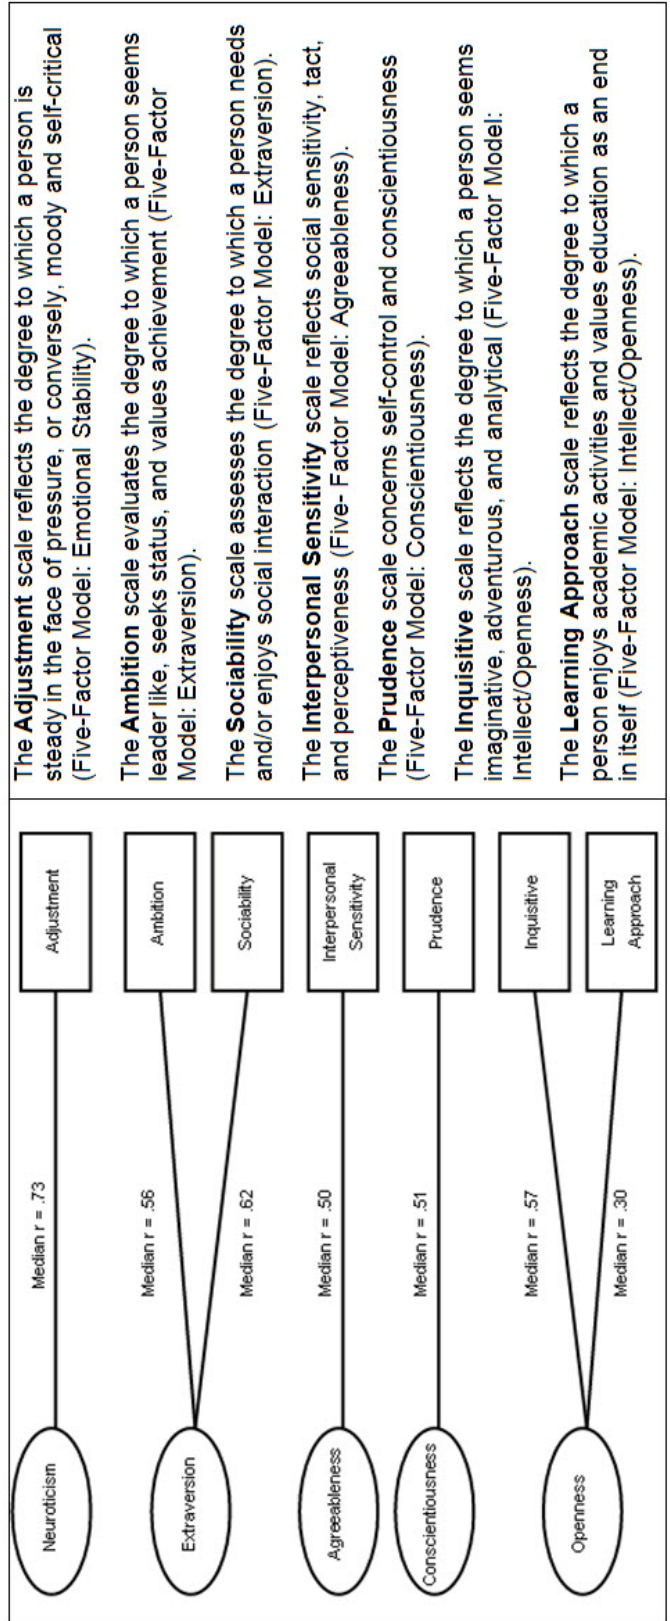 Neuroticism
Median r = .73
Adjustment
Extraversion
Median r = .56
Ambition
Median r = .62
Sociability
Agreeableness
Median r = .50
Interpersonal
Sensitivity
Conscientiousness
Median r = .51
Prudence
Openness
Median r = .57
Inquisitive
Median r = .30
Learning
Approach
The Adjustment scale reflects the degree to which a person is
steady in the face of pressure, or conversely, moody and self-critical
(Five-Factor Model: Emotional Stability).
The Ambition scale evaluates the degree to which a person seems
leader like, seeks status, and values achievement (Five-Factor
Model: Extraversion).
The Sociability scale assesses the degree to which a person needs
and/or enjoys social interaction (Five-Factor Model: Extraversion).
The Interpersonal Sensitivity scale reflects social sensitivity, tact,
and perceptiveness (Five- Factor Model: Agreeableness).
The Prudence scale concerns self-control and conscientiousness
(Five-Factor Model: Conscientiousness).
The Inquisitive scale reflects the degree to which a person seems
imaginative, adventurous, and analytical (Five-Factor Model:
Intellect/Openness).
The Learning Approach scale reflects the degree to which a
person enjoys academic activities and values education as an end
in itself (Five-Factor Model: Intellect/Openness).